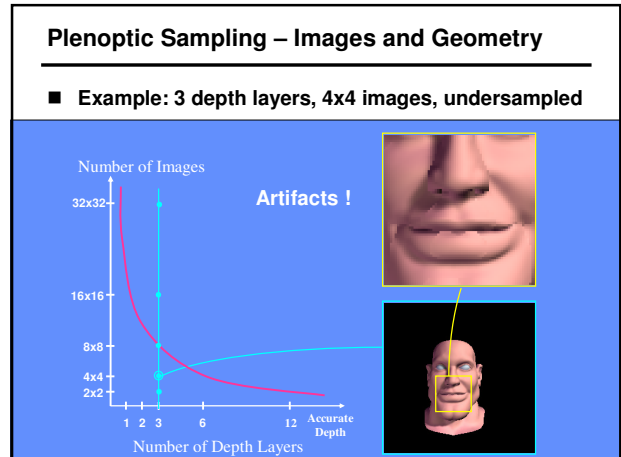 Plenoptic Sampling – Images and Geometry
■ Example: 3 depth layers, 4x4 images, undersampled
Number of Images
Artifacts !
32x32
16x16
8x8
4x4
2x2
1 2 3 6 12 Accurate
Depth
Number of Depth Layers